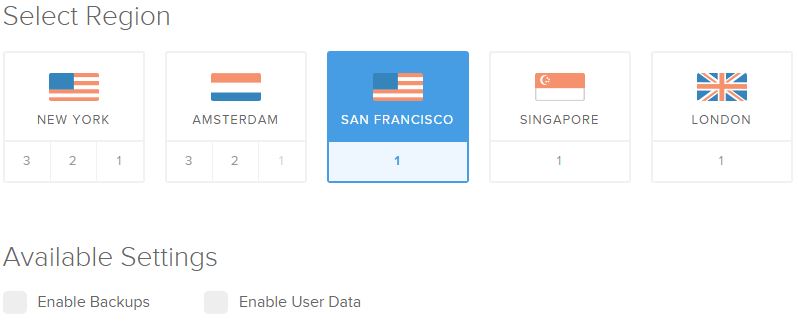 Select Region
NEW YORK AMSTERDAM SAN FRANCISCO SINGAPORE LONDON
3 2 1 3 2 1 1 1 1
Available Settings
Enable Backups Enable User Data